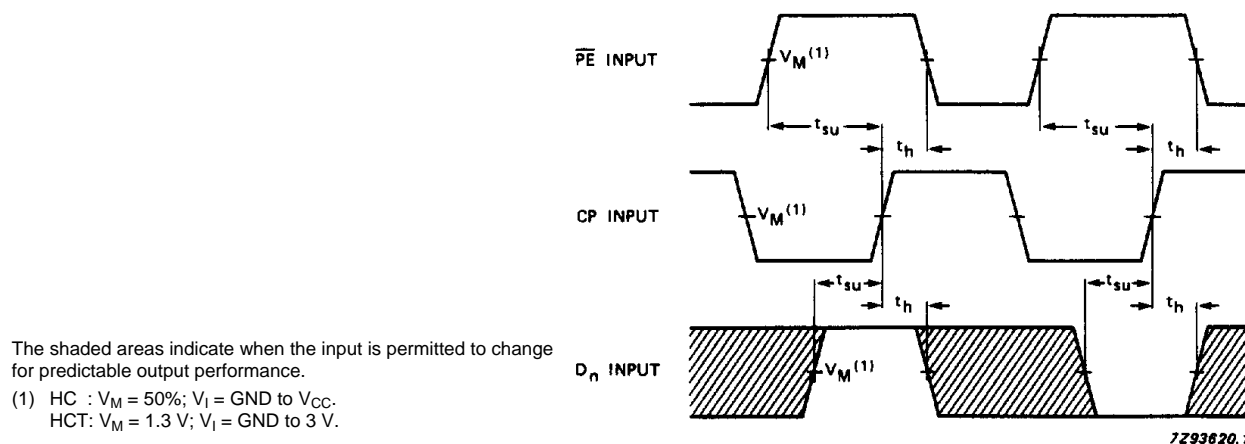 PE INPUT
V_M (1)
t_su
t_su
t_h
t_h
CP INPUT
V_M (1)
t_su
t_su
t_h
t_h
The shaded areas indicate when the input is permitted to change
for predictable output performance.
D_n INPUT
V_M (1)
(1) HC : V_M = 50%; V_I = GND to V_CC.
HCT: V_M = 1.3 V; V_I = GND to 3 V.